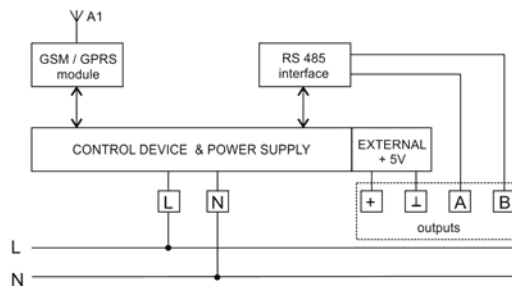 A1
GSM / GPRS
module
RS 485
interface
CONTROL DEVICE & POWER SUPPLY
EXTERNAL
+ 5V
L
N
+
⊥
A
B
outputs
L
N